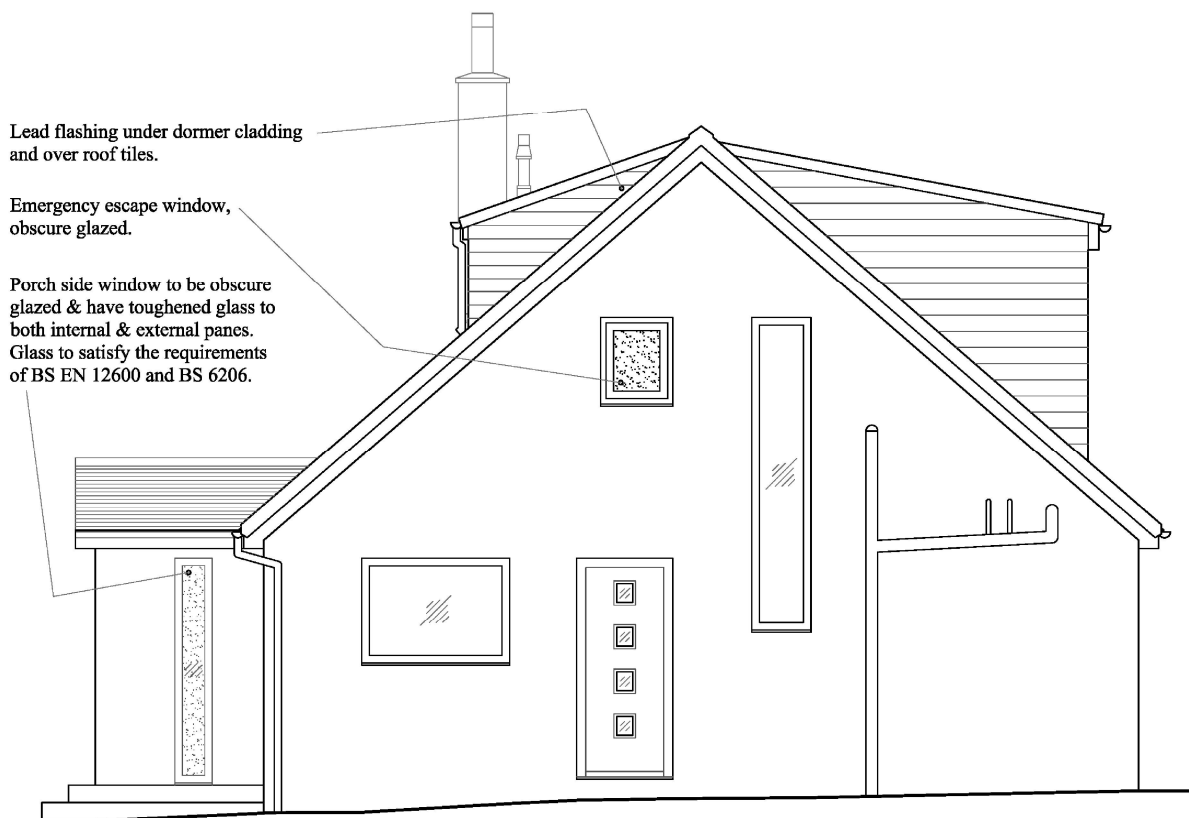 Lead flashing under dormer cladding
and over roof tiles.
Emergency escape window,
obscure glazed.
Porch side window to be obscure
glazed & have toughened glass to
both internal & external panes.
Glass to satisfy the requirements
of BS EN 12600 and BS 6206.